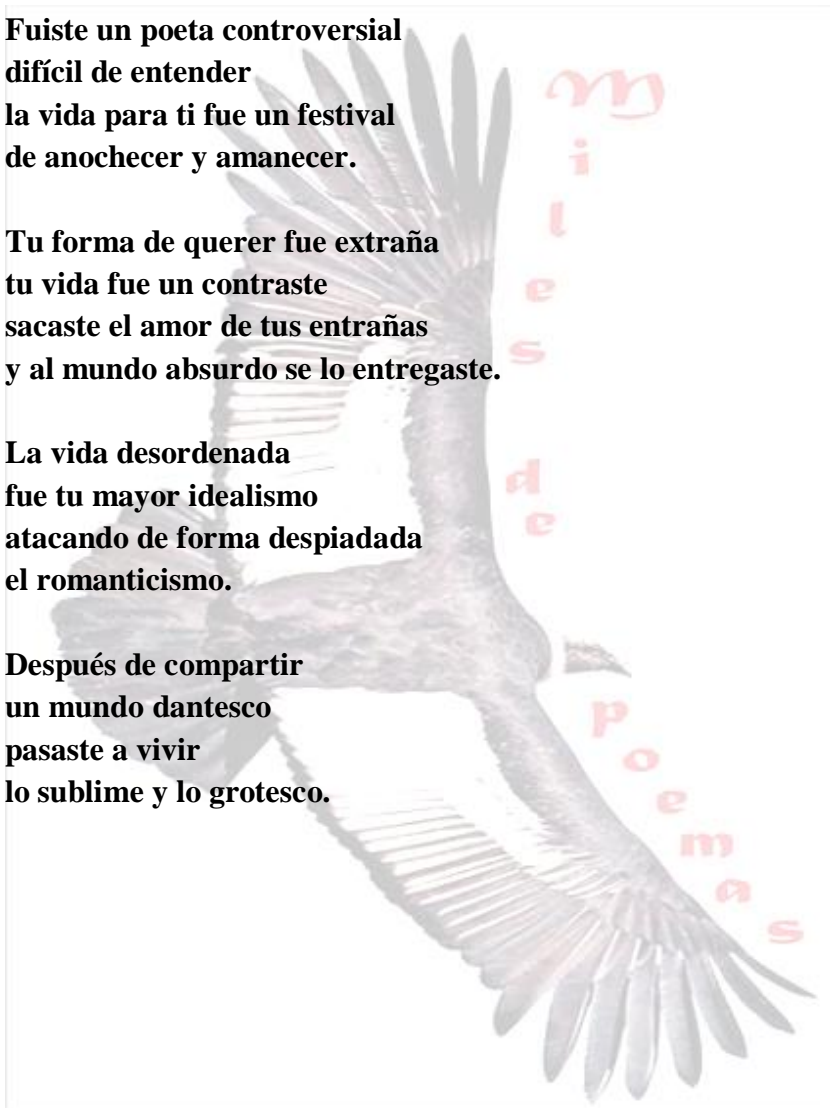 Fuiste un poeta controversial
difícil de entender
la vida para ti fue un festival
de anochecer y amanecer.

Tu forma de querer fue extraña
tu vida fue un contraste
sacaste el amor de tus entrañas
y al mundo absurdo se lo entregaste.

La vida desordenada
fue tu mayor idealismo
atacando de forma despiadada
el romanticismo.

Después de compartir
un mundo dantesco
pasaste a vivir
lo sublime y lo grotesco.

Miles de poemas